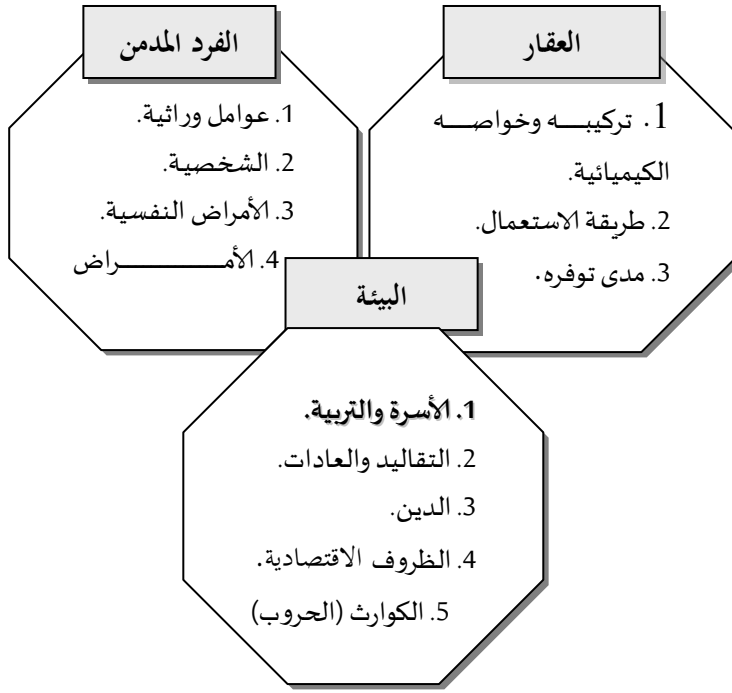 العقار
1. تركيبه وخواصه
الكيميائية.
2. طريقة الاستعمال.
3. مدى توفره.
الفرد المدمن
1. عوامل وراثية.
2. الشخصية.
3. الأمراض النفسية.
4. الأمراض
البيئة
1. الأسرة والتربية.
2. التقاليد والعادات.
3. الدين.
4. الظروف الاقتصادية.
5. الكوارث (الحروب)